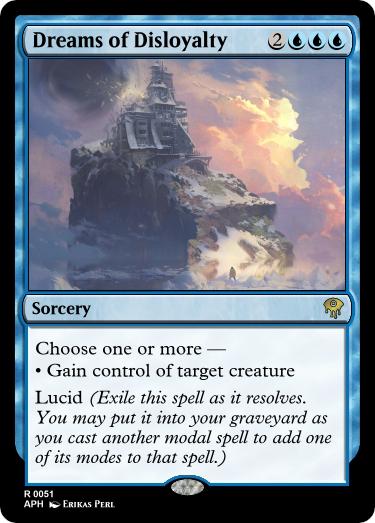 Dreams of Disloyalty 2
Sorcery
Choose one or more —
• Gain control of target creature
Lucid (Exile this spell as it resolves.
You may put it into your graveyard as
you cast another modal spell to add one
of its modes to that spell.)
R 0051
APH Erikas Perl